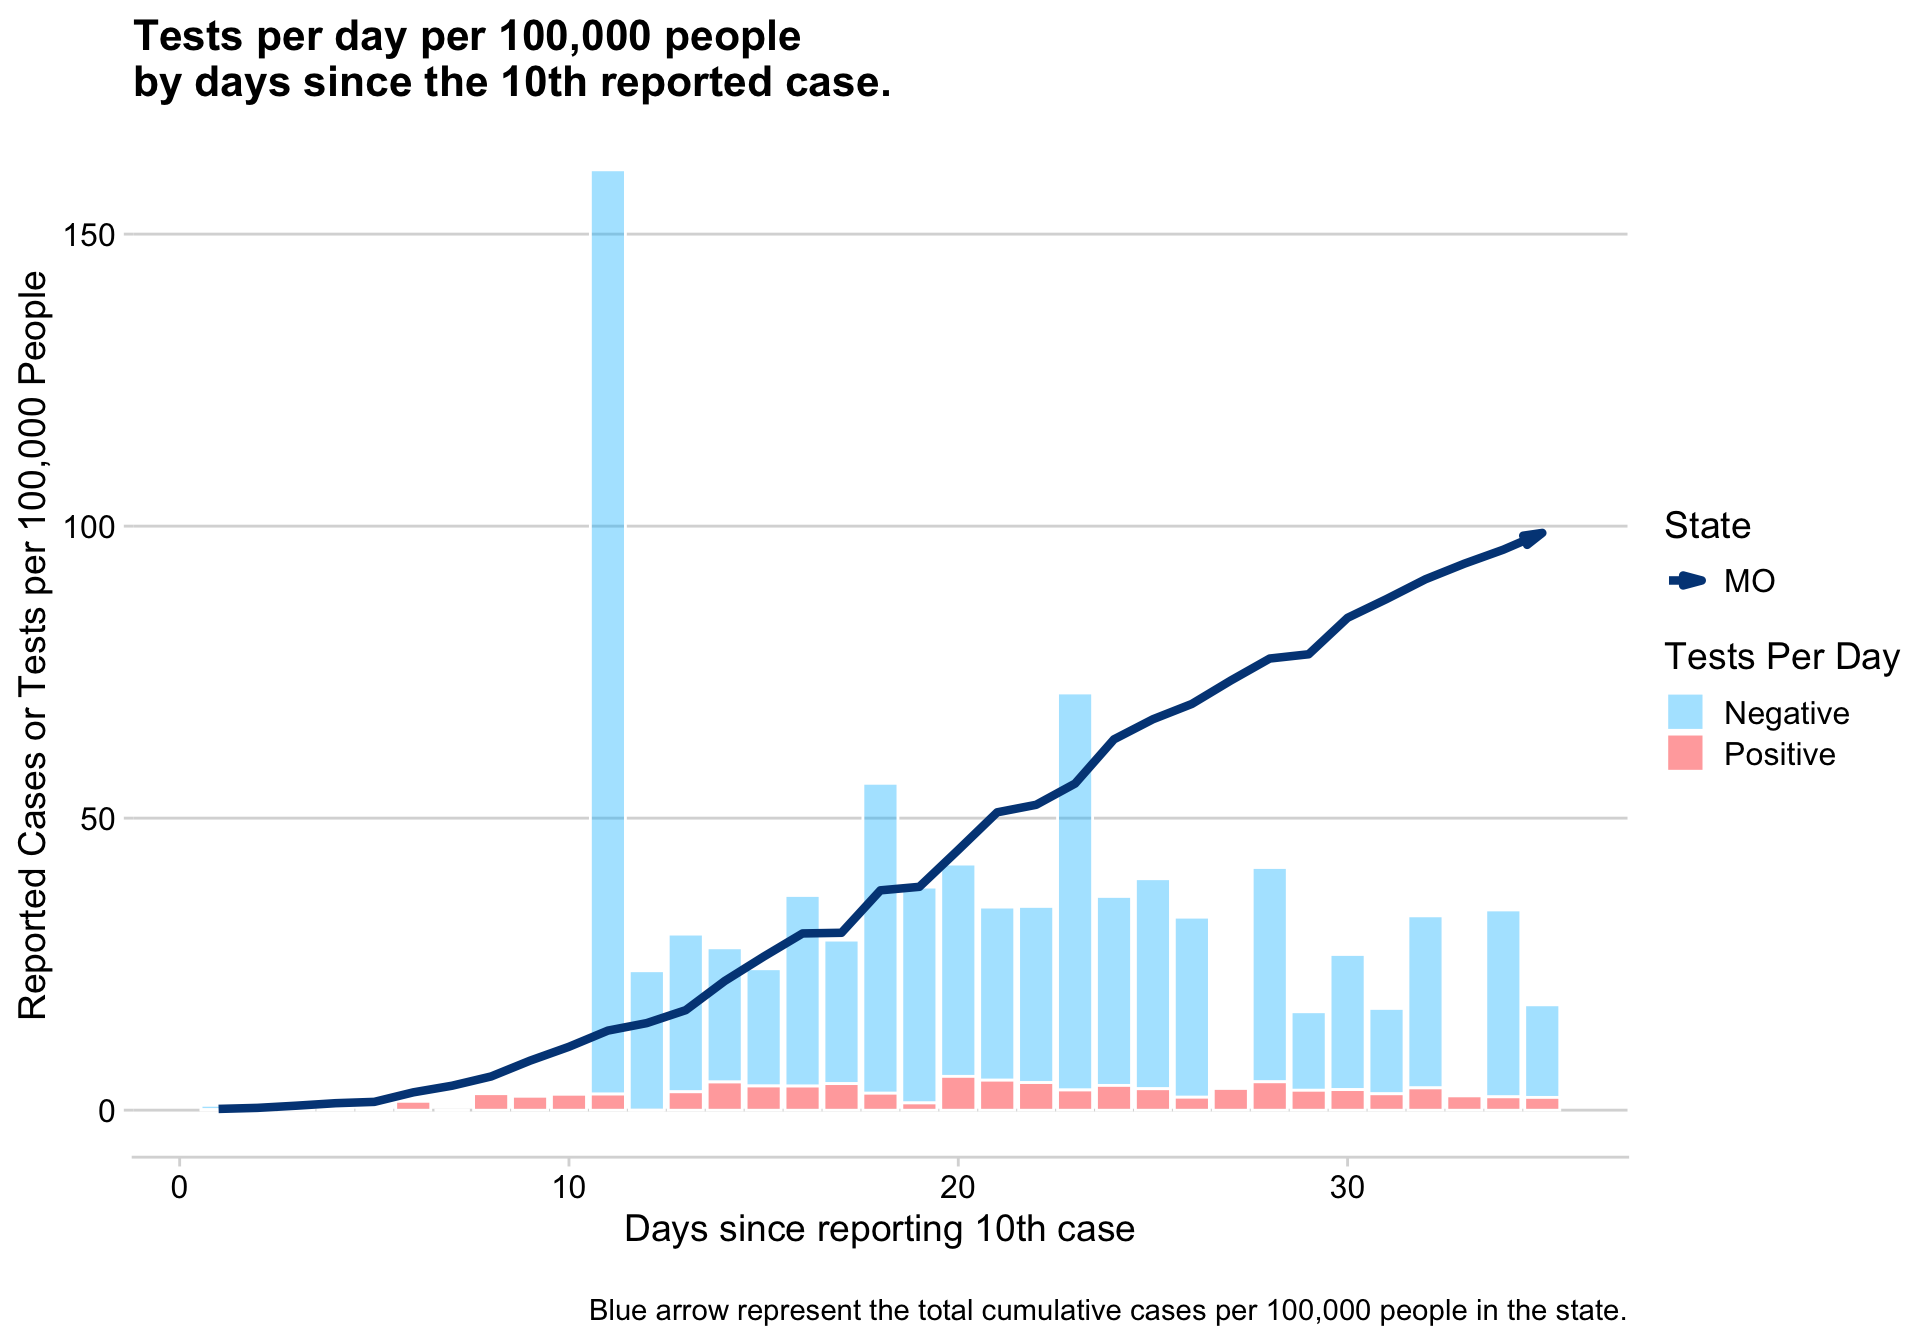 Tests per day per 100,000 people
by days since the 10th reported case.
Reported Cases or Tests per 100,000 People
150
100
50
0
0
10
20
30
Days since reporting 10th case
State
MO
Tests Per Day
Negative
Positive
Blue arrow represent the total cumulative cases per 100,000 people in the state.